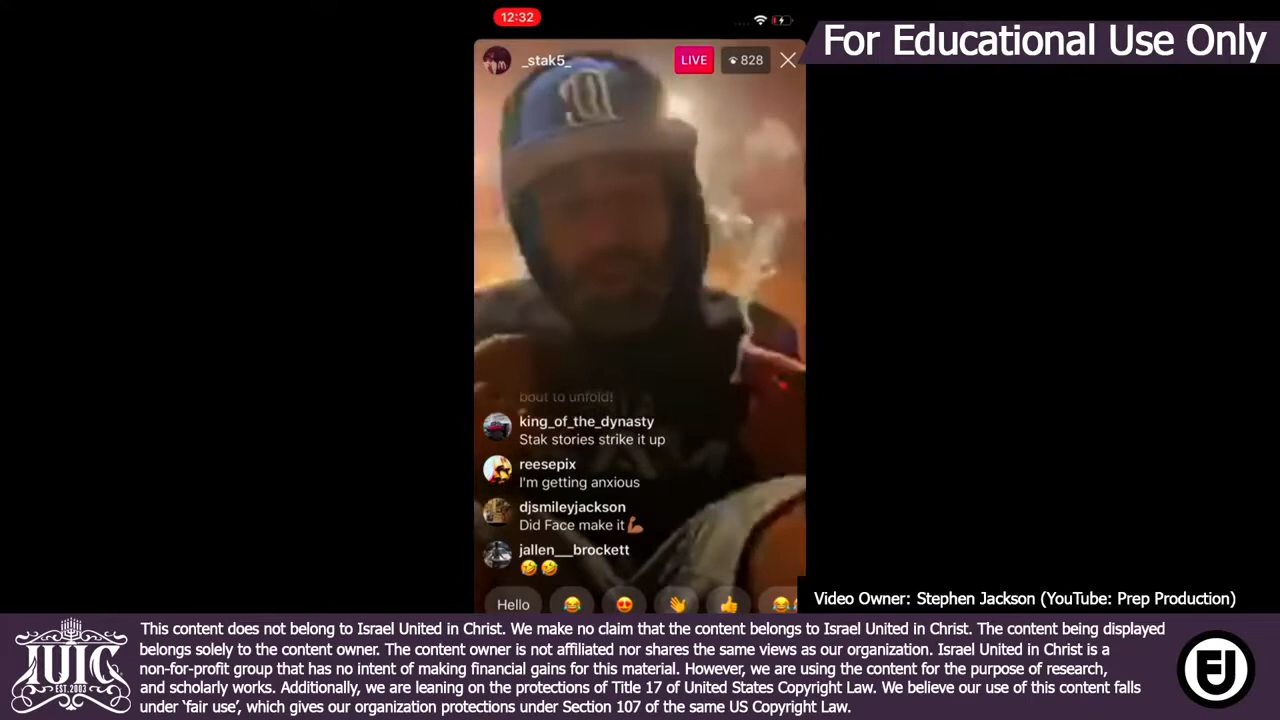 12:32
For Educational Use Only
_stak5_
LIVE
828
bout to unfold!
king_of_the_dynasty
Stak stories strike it up
reesepix
I'm getting anxious
djsmileyjackson
Did Face make it💪🏽
jallen__brockett
🤣🤣
Hello
Video Owner: Stephen Jackson (YouTube: Prep Production)
This content does not belong to Israel United in Christ. We make no claim that the content belongs to Israel United in Christ. The content being displayed
belongs solely to the content owner. The content owner is not affiliated nor shares the same views as our organization. Israel United in Christ is a
non-for-profit group that has no intent of making financial gains for this material. However, we are using the content for the purpose of research,
and scholarly works. Additionally, we are leaning on the protections of Title 17 of United States Copyright Law. We believe our use of this content falls
under 'fair use', which gives our organization protections under Section 107 of the same US Copyright Law.
IUIC
EST. 2003